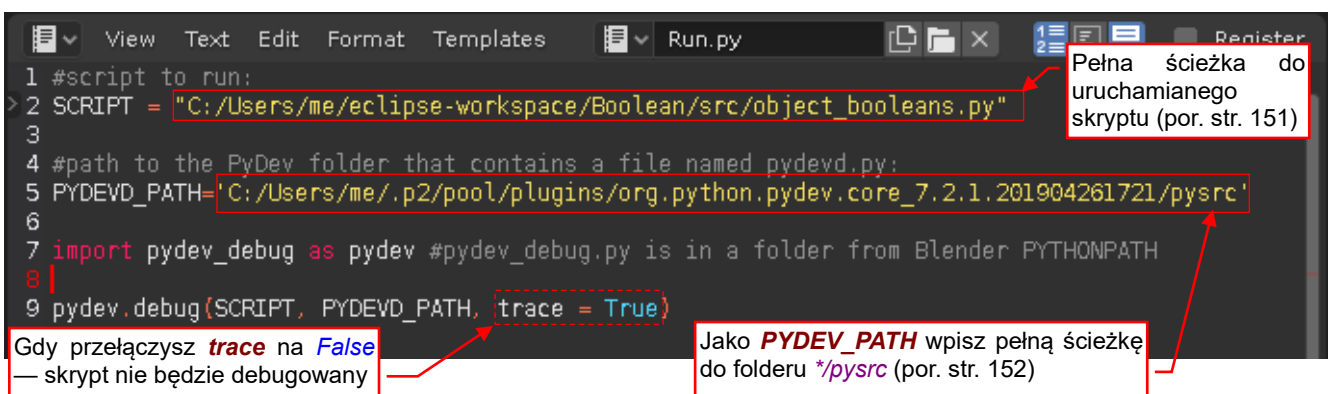 View Text Edit Format Templates Run.py Register
1 #script to run:
2 SCRIPT = "C:/Users/me/eclipse-workspace/Boolean/src/object_booleans.py"
3
4 #path to the PyDev folder that contains a file named pydevd.py:
5 PYDEVD_PATH='C:/Users/me/.p2/pool/plugins/org.python.pydev.core_7.2.1.201904261721/pysrc'
6
7 import pydev_debug as pydev #pydev_debug.py is in a folder from Blender PYTHONPATH
8
9 pydev.debug(SCRIPT, PYDEVD_PATH, trace = True)
Pełna ścieżka do
uruchamianego
skryptu (por. str. 151)
Gdy przełączysz trace na False
— skrypt nie będzie debugowany
Jako PYDEV_PATH wpisz pełną ścieżkę
do folderu */pysrc (por. str. 152)